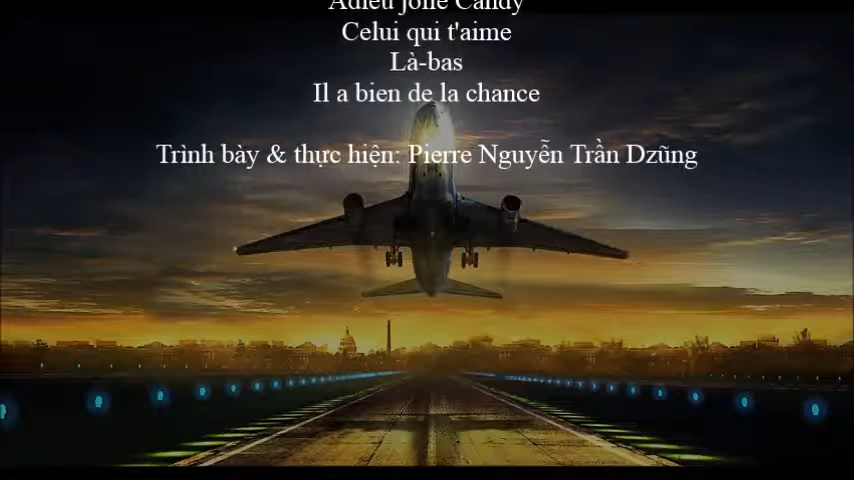 Adieu jolie Candy
Celui qui t'aime
Là-bas
Il a bien de la chance
Trình bày & thực hiện: Pierre Nguyễn Trần Dzũng